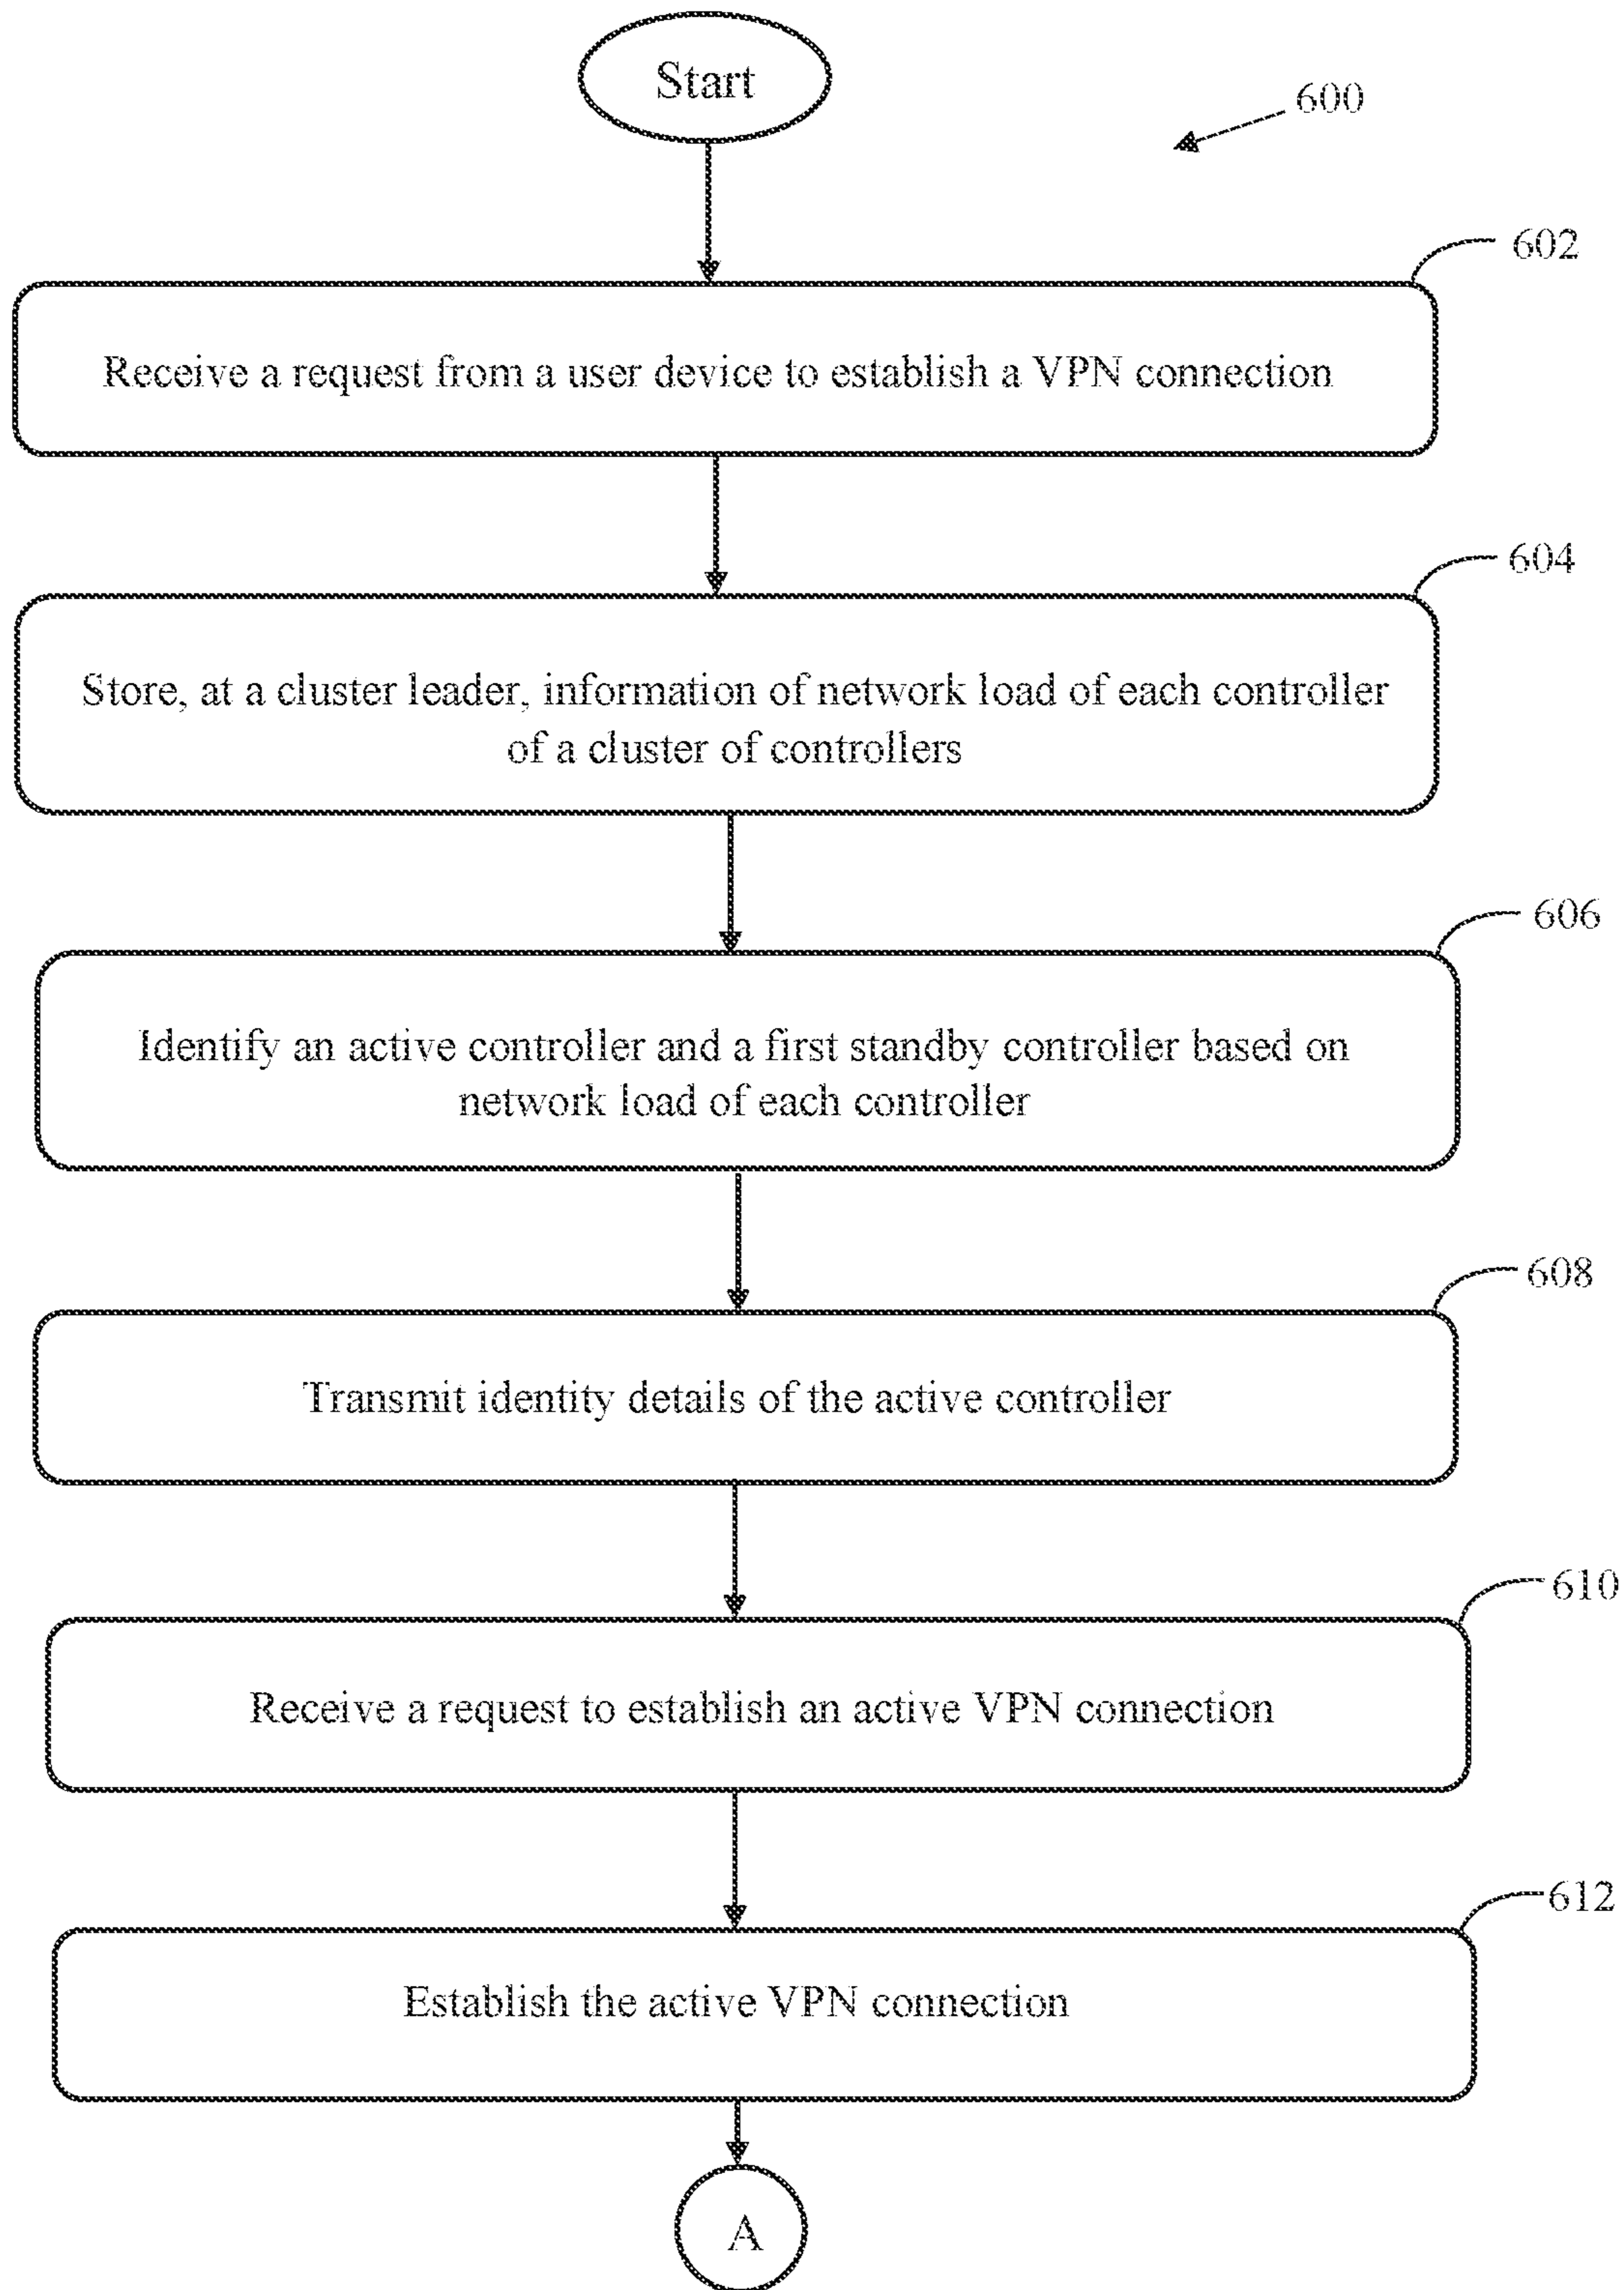 Start
600
602
Receive a request from a user device to establish a VPN connection
604
Store, at a cluster leader, information of network load of each controller
of a cluster of controllers
606
Identify an active controller and a first standby controller based on
network load of each controller
608
Transmit identity details of the active controller
610
Receive a request to establish an active VPN connection
612
Establish the active VPN connection
A